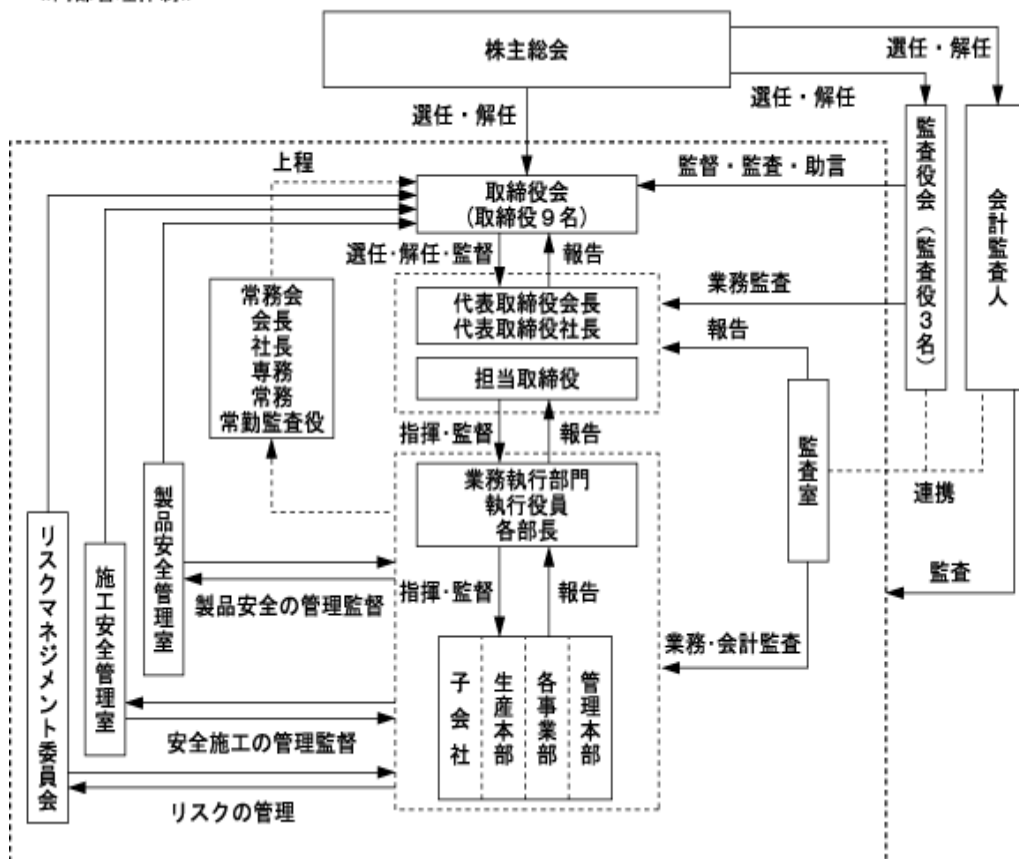 株主総会
選任・解任
選任・解任
選任・解任
監査役会（監査役３名）
会計監査人
上程
監督・監査・助言
取締役会
（取締役９名）
選任・解任・監督
報告
常務会
会長
社長
専務
常務
常勤監査役
代表取締役会長
代表取締役社長
業務監査
報告
担当取締役
指揮・監督
報告
監査室
連携
業務執行部門
執行役員
各部長
製品安全管理室
施工安全管理室
リスクマネジメント委員会
製品安全の管理監督
指揮・監督
報告
監査
業務・会計監査
子会社
生産本部
各事業部
管理本部
安全施工の管理監督
リスクの管理